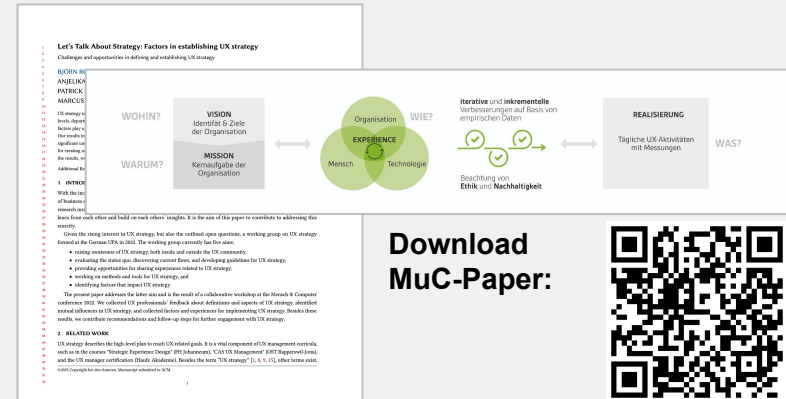 Let's Talk About Strategy: Factors in establishing UX strategy
Challenges and opportunities in defining and establishing UX strategy
BJÖRN
ANJELIKA
PATRICK
MARCUS
UX strategy
levels, depart
factors play a
Our results in
significant
for creating
the results, we
Additional
1 INTRO
With the inc
of business
research
WOHIN?
WARUM?
VISION
Identität & Ziele
der Organisation
MISSION
Kernaufgabe der
Organisation
Organisation
WIE?
EXPERIENCE
Mensch
Technologie
iterative und inkrementelle
Verbesserungen auf Basis von
empirischen Daten
Beachtung von
Ethik und Nachhaltigkeit
REALISIERUNG
Tägliche UX-Aktivitäten
mit Messungen
WAS?
learn from each other and build on each others' insights. It is the aim of this paper to contribute to addressing this
scarcity.
Given the rising interest in UX strategy, but also the outlined open questions, a working group on UX strategy
formed at the German UPA in 2022. The working group currently has five aims:
• raising awareness of UX strategy, both inside and outside the UX community,
• evaluating the status quo, discovering current flaws, and developing guidelines for UX strategy,
• providing opportunities for sharing experiences related to UX strategy,
• working on methods and tools for UX strategy, and
• identifying factors that impact UX strategy.
The present paper addresses the latter aim and is the result of a collaborative workshop at the Mensch & Computer
conference 2022. We collected UX professionals' feedback about definitions and aspects of UX strategy, identified
mutual influences in UX strategy, and collected factors and experiences for implementing UX strategy. Besides these
results, we contribute recommendations and follow-up steps for further engagement with UX strategy.
2 RELATED WORK
UX strategy describes the high-level plan to reach UX-related goals. It is a vital component of UX management curricula,
such as in the courses "Strategic Experience Design" (FH Johanneum), "CAS UX Management" (OST Rapperswil-Jona),
and the UX manager certification (Haufe Akademie). Besides the term "UX strategy" [1, 8, 9, 15], other terms exist,
©2023 Copyright bei den Autoren. Manuscript submitted to ACM
1
Download
MuC-Paper: